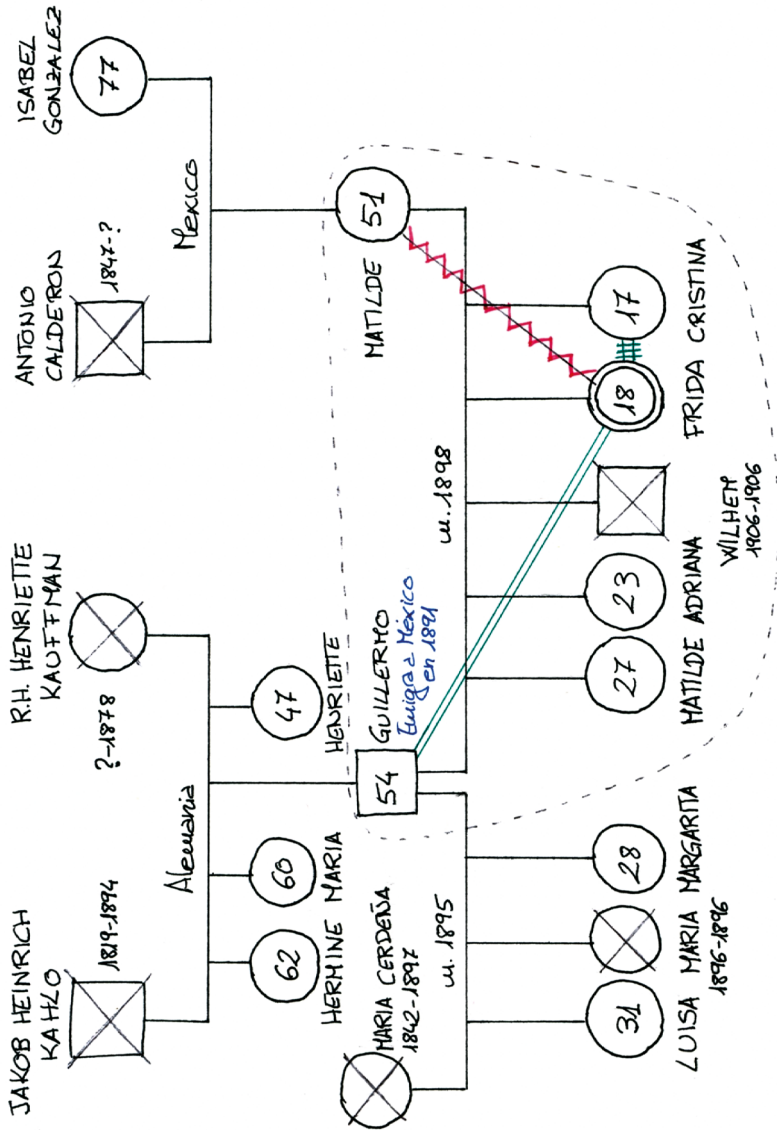 JAKOB HEINRICH
KAHLO
1819-1894
R.H. HENRIETTE
KAUFFMAN
?-1878
ANTONIO
CALDERON
1847-?
ISABEL
GONZALEZ
77
Alemania
Mexico
62
60
47
HERMINE
MARIA
HENRIETTE
MARIA CERDEÑA
1842-1897
54
GUILLERMO
Emigra a México
en 1891
MATILDE
51
m. 1895
m. 1898
31
28
27
23
18
17
LUISA
MARIA
MARGARITA
1896-1896
MATILDE
ADRIANA
WILHEM
1906-1906
FRIDA
CRISTINA